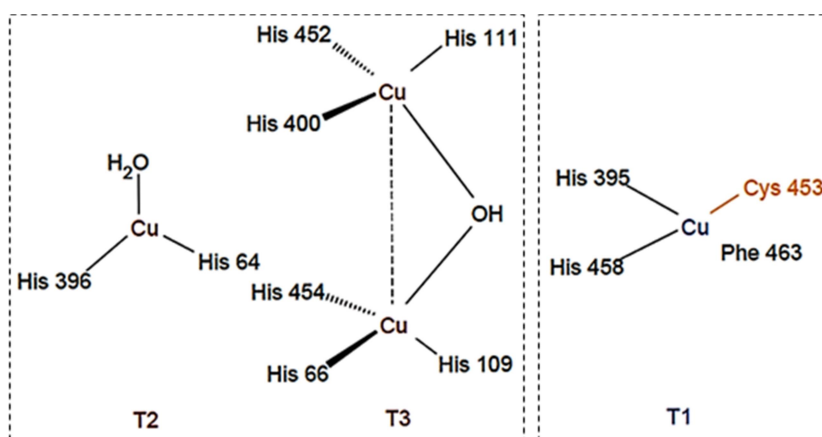 His 452
His 111
Cu
His 400
H₂O
Cu
His 396
His 64
OH
His 454
Cu
His 66
His 109
T2
T3
His 395
Cys 453
Cu
His 458
Phe 463
T1